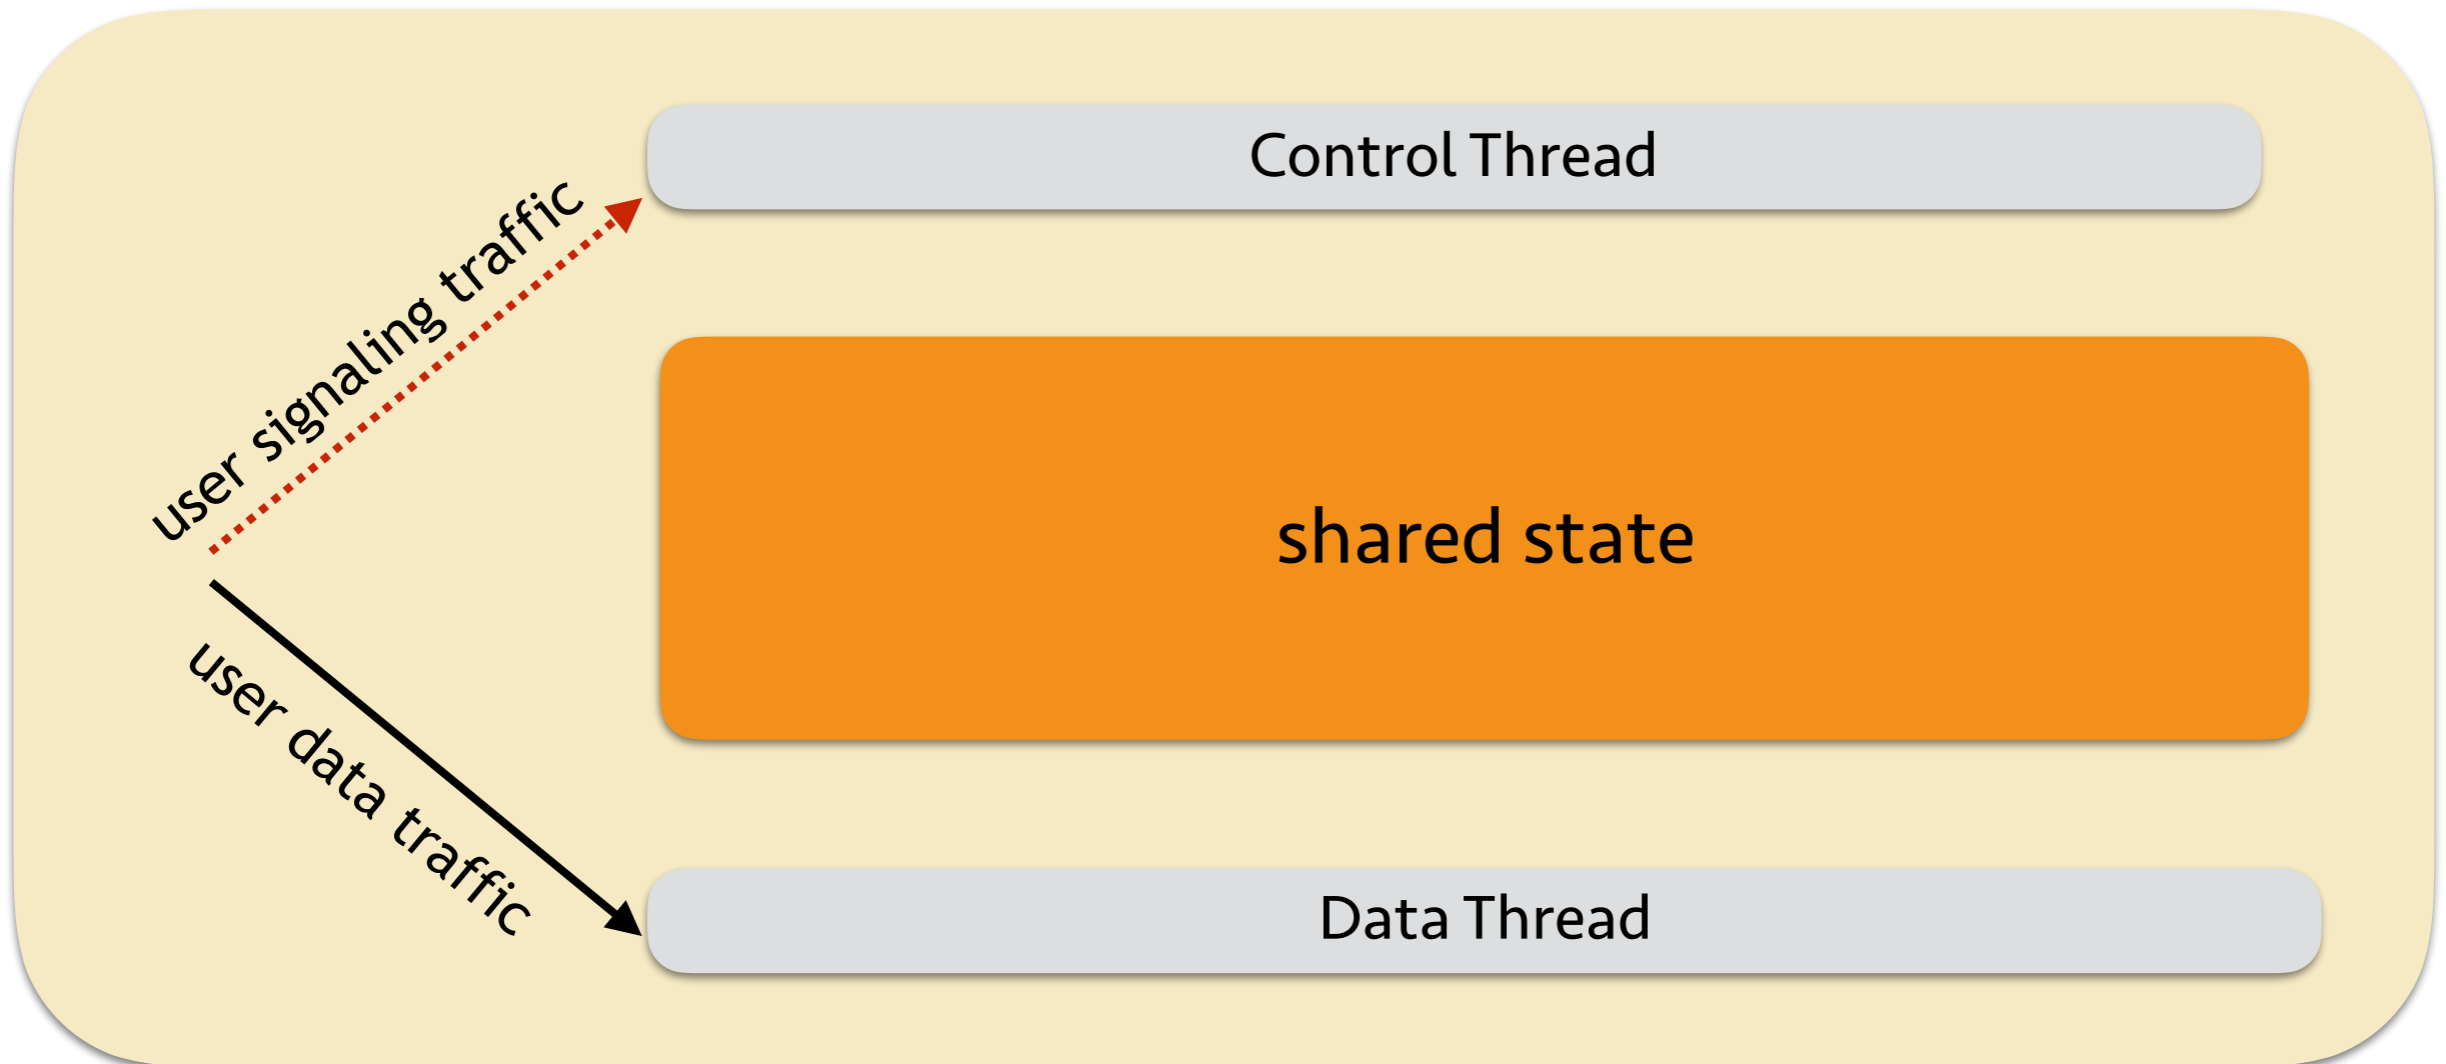 Control Thread
user signaling traffic
shared state
user data traffic
Data Thread